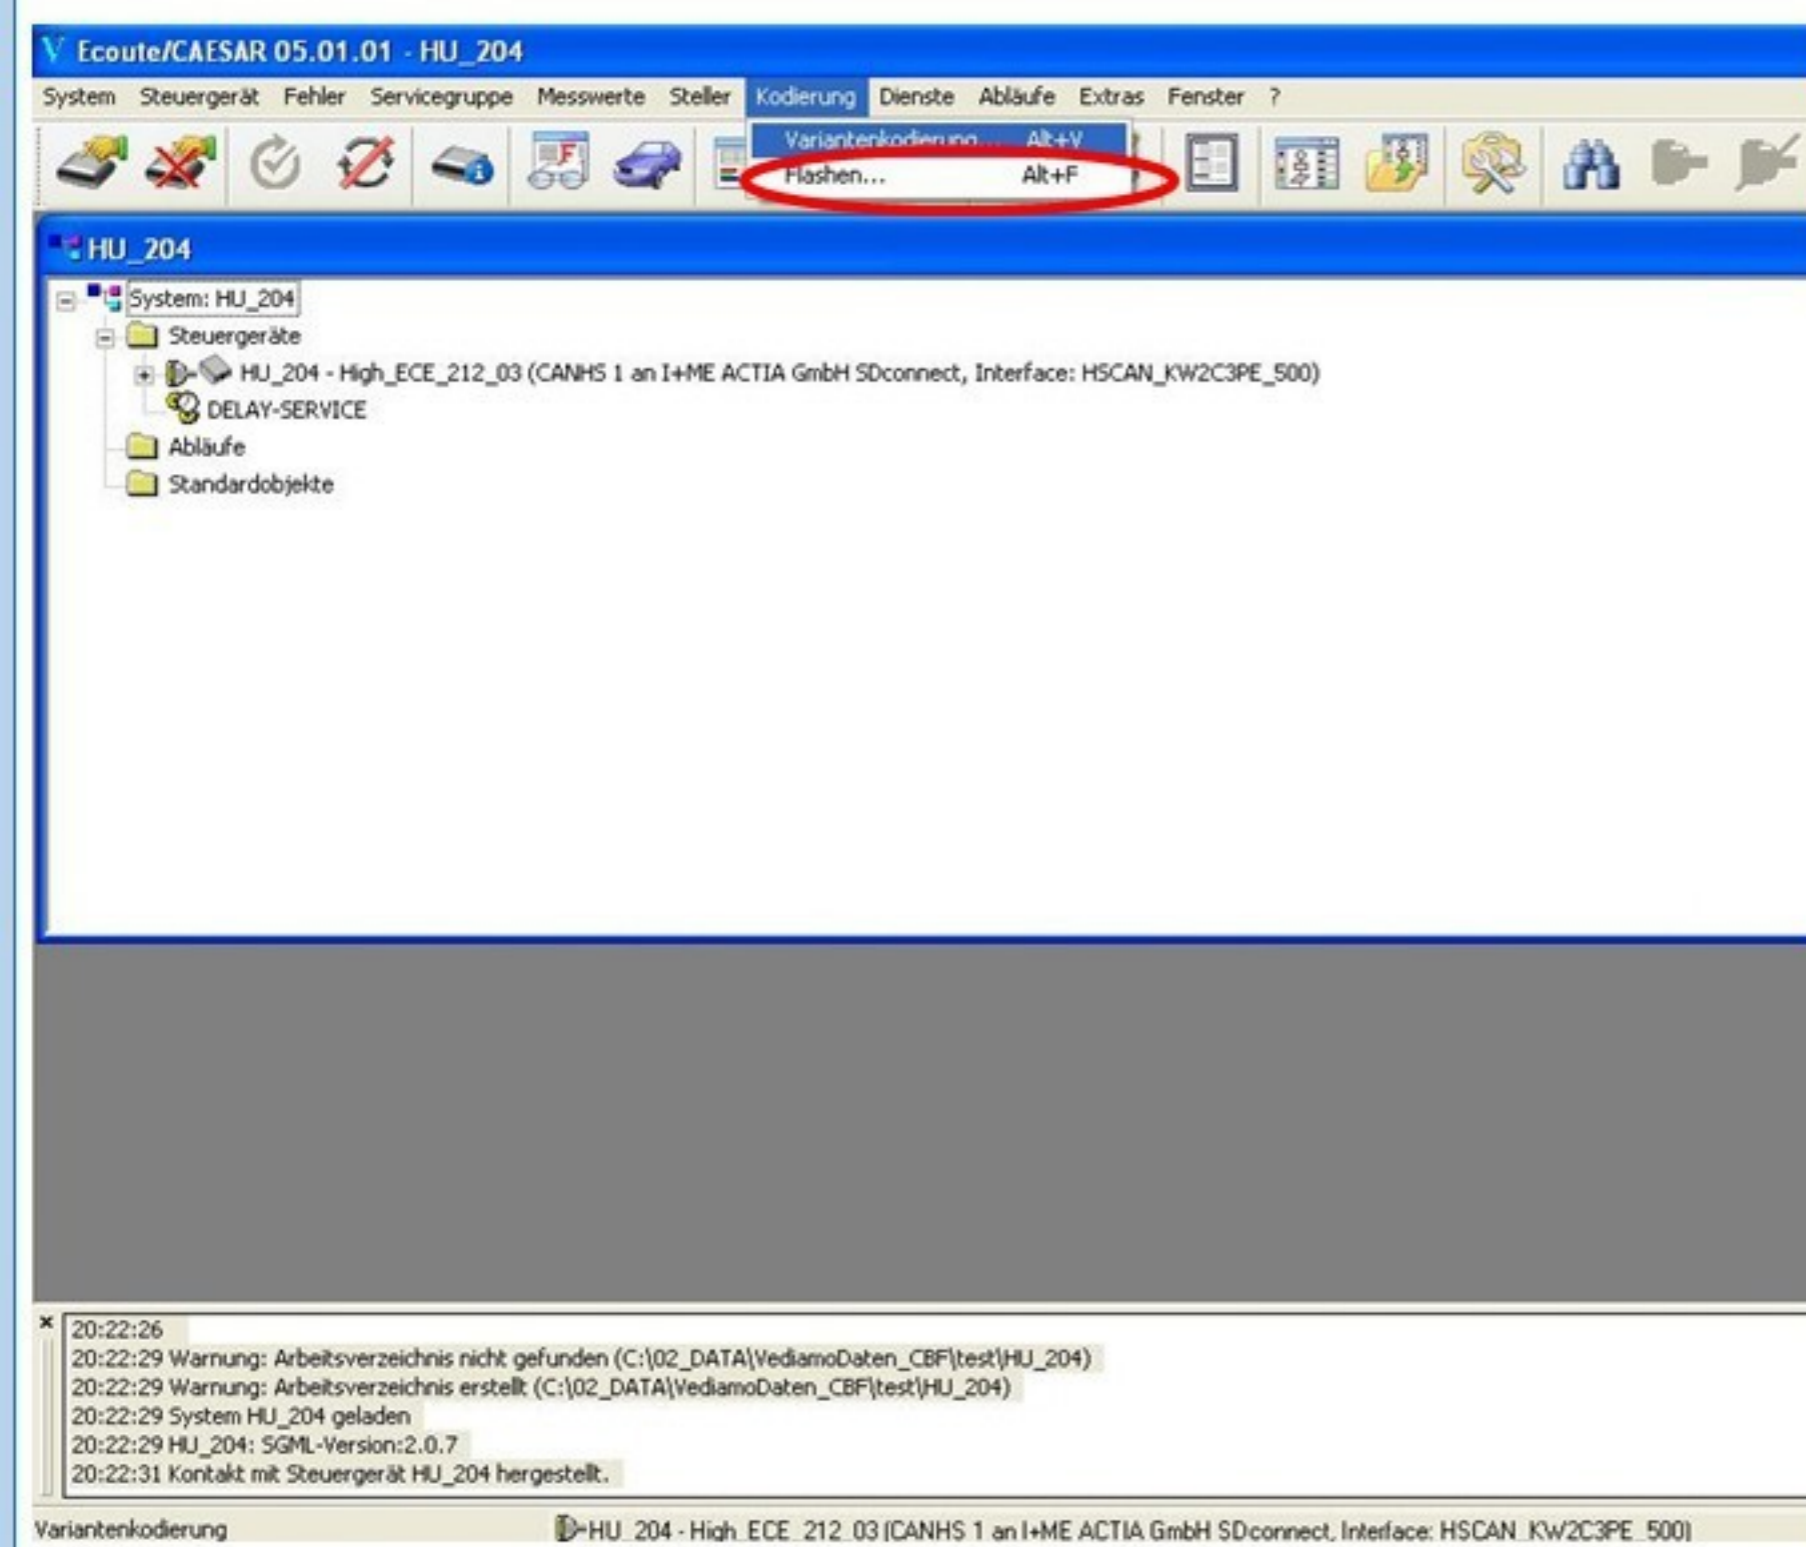 Ecoute/CAESAR 05.01.01 - HU_204
System Steuergerät Fehler Servicegruppe Messwerte Steller Kodierung Dienste Abläufe Extras Fenster ?
Variantenkodierung... Alt+V
Flashen... Alt+F
HU_204
System: HU_204
Steuergeräte
HU_204 - High_ECE_212_03 (CANHS 1 an I+ME ACTIA GmbH SDconnect, Interface: HSCAN_KW2C3PE_500)
DELAY-SERVICE
Abläufe
Standardobjekte
20:22:26
20:22:29 Warnung: Arbeitsverzeichnis nicht gefunden (C:\02_DATA\VediamoDaten_CBF\test\HU_204)
20:22:29 Warnung: Arbeitsverzeichnis erstellt (C:\02_DATA\VediamoDaten_CBF\test\HU_204)
20:22:29 System HU_204 geladen
20:22:29 HU_204: SGML-Version:2.0.7
20:22:31 Kontakt mit Steuergerät HU_204 hergestellt.
Variantenkodierung HU_204 - High_ECE_212_03 (CANHS 1 an I+ME ACTIA GmbH SDconnect, Interface: HSCAN_KW2C3PE_500)